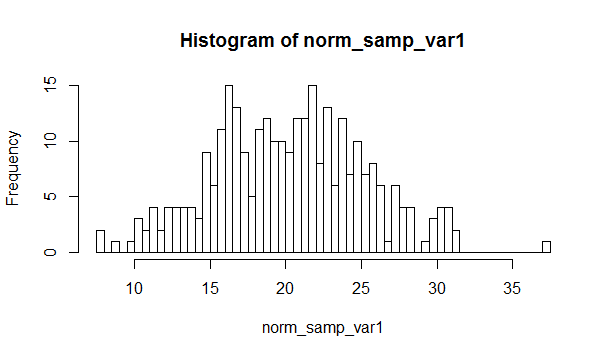 Histogram of norm_samp_var1
Frequency
15
10
5
0
10 15 20 25 30 35
norm_samp_var1